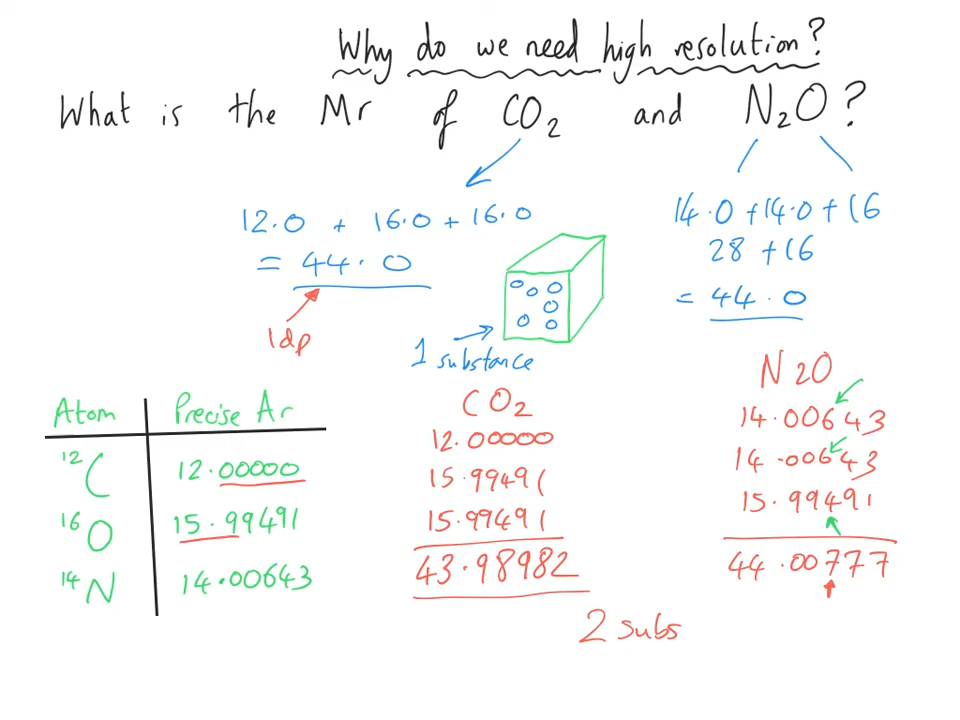 Why do we need high resolution?
What is the Mr of CO2 and N2O?
12.0 + 16.0 + 16.0
= 44.0
1dp
1 substance
14.0 + 14.0 + 16
28 + 16
= 44.0
Atom Precise Ar
12C 12.00000
16O 15.99491
14N 14.00643
CO2
12.00000
15.99491
15.99491
43.98982
N2O
14.00643
14.00643
15.99491
44.00777
2 subs